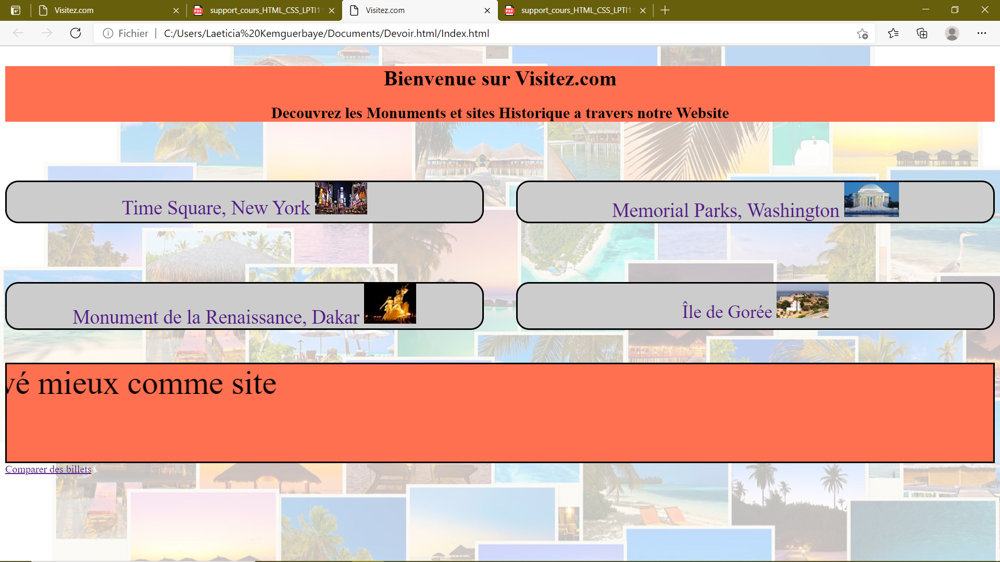 Visitez.com
support_cours_HTML_CSS_LPTI1
Visitez.com
support_cours_HTML_CSS_LPTI1
Fichier | C:/Users/Laeticia%20Kemguerbaye/Documents/Devoir.html/Index.html
Bienvenue sur Visitez.com
Decouvrez les Monuments et sites Historique a travers notre Website
Time Square, New York
Memorial Parks, Washington
Monument de la Renaissance, Dakar
Île de Gorée
vé mieux comme site
Comparer des billets